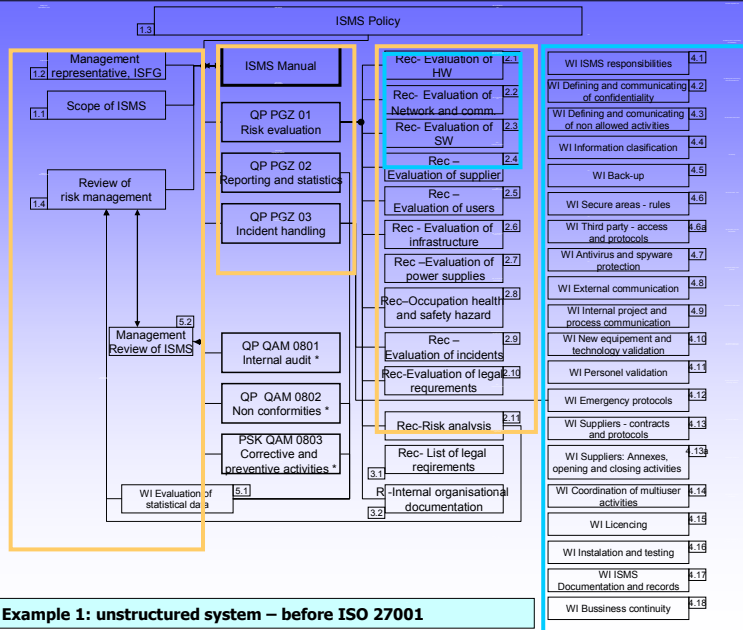 ISMS Policy
1.3
Management
representative, ISFG
1.2
Scope of ISMS
1.1
Review of
risk management
1.4
5.2
Management
Review of ISMS
WI Evaluation of
statistical data
5.1
ISMS Manual
QP PGZ 01
Risk evaluation
QP PGZ 02
Reporting and statistics
QP PGZ 03
Incident handling
QP QAM 0801
Internal audit *
QP QAM 0802
Non conformities *
PSK QAM 0803
Corrective and
preventive activities *
Rec- Evaluation of
HW
2.1
Rec- Evaluation of
Network and comm.
2.2
Rec- Evaluation of
SW
2.3
Rec –
Evaluation of supplier
2.4
Rec –
Evaluation of users
2.5
Rec - Evaluation of
infrastructure
2.6
Rec –Evaluation of
power supplies
2.7
Rec–Occupation health
and safety hazard
2.8
Rec –
Evaluation of incidents
2.9
Rec-Evaluation of legal
requrements
2.10
Rec-Risk analysis
2.11
Rec- List of legal
reqirements
3.1
R -Internal organisational
documentation
3.2
WI ISMS responsibilities
4.1
WI Defining and communicating
of confidentiality
4.2
WI Defining and comunicating
of non allowed activities
4.3
WI Information clasification
4.4
WI Back-up
4.5
WI Secure areas - rules
4.6
WI Third party - access
and protocols
4.6a
WI Antivirus and spyware
protection
4.7
WI External communication
4.8
WI Internal project and
process communication
4.9
WI New equipement and
technology validation
4.10
WI Personel validation
4.11
WI Emergency protocols
4.12
WI Suppliers - contracts
and protocols
4.13
WI Suppliers: Annexes,
opening and closing activities
4.13a
WI Coordination of multiuser
activities
4.14
WI Licencing
4.15
WI Instalation and testing
4.16
WI ISMS
Documentation and records
4.17
WI Bussiness continuity
4.18
Example 1: unstructured system – before ISO 27001